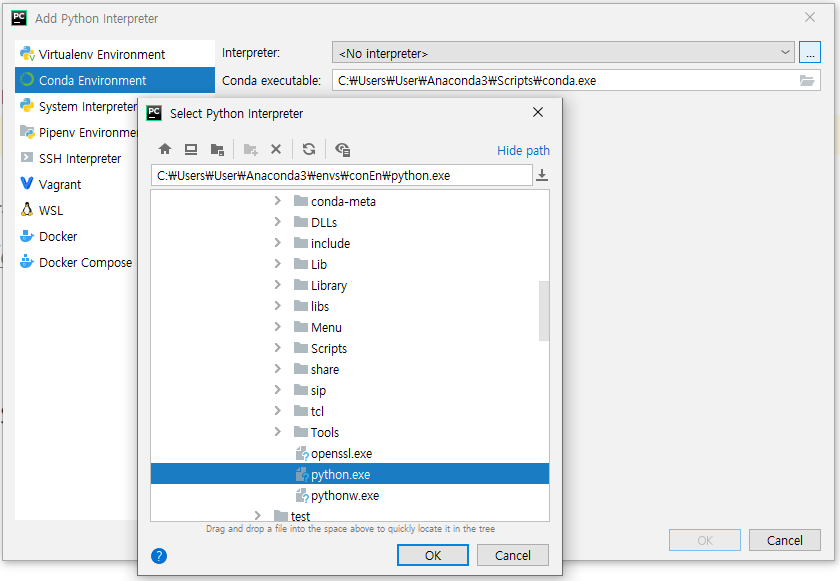 PC Add Python Interpreter
Virtualenv Environment
Conda Environment
System Interpreter
Pipenv Environme
SSH Interpreter
Vagrant
WSL
Docker
Docker Compose
Interpreter: <No interpreter> ...
Conda executable: C:₩Users₩User₩Anaconda3₩Scripts₩conda.exe
PC Select Python Interpreter
Hide path
C:₩Users₩User₩Anaconda3₩envs₩conEn₩python.exe
conda-meta
DLLs
include
Lib
Library
libs
Menu
Scripts
share
sip
tcl
Tools
openssl.exe
python.exe
pythonw.exe
test
Drag and drop a file into the space above to quickly locate it in the tree
? OK Cancel
OK Cancel